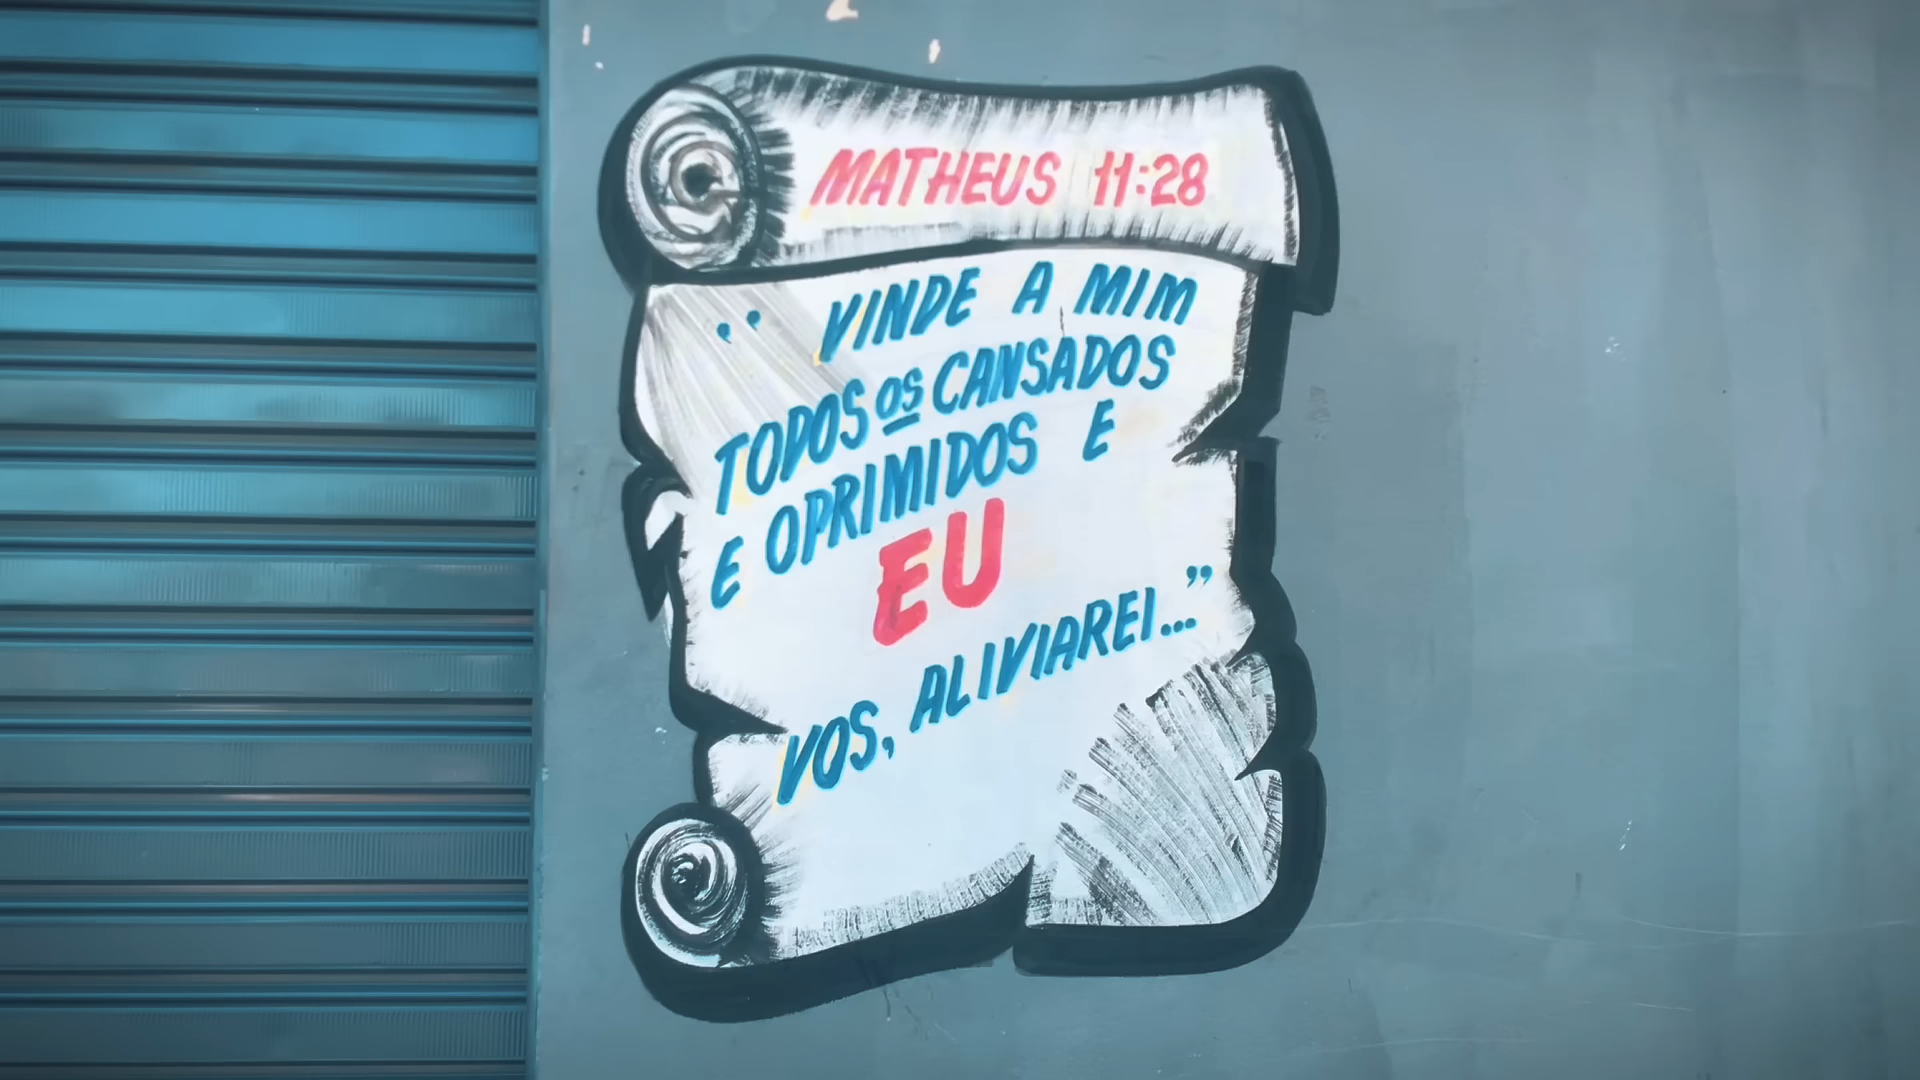 MATHEUS 11:28
“ VINDE A MIM
TODOS OS CANSADOS
E OPRIMIDOS E
EU
VOS, ALIVIAREI...”